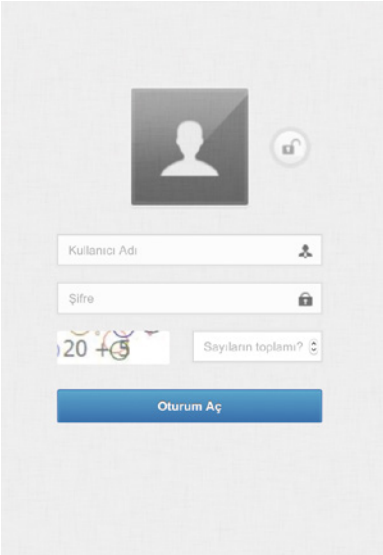 Kullanıcı Adı
Şifre
20 + 5
Sayıların toplamı?
Oturum Aç